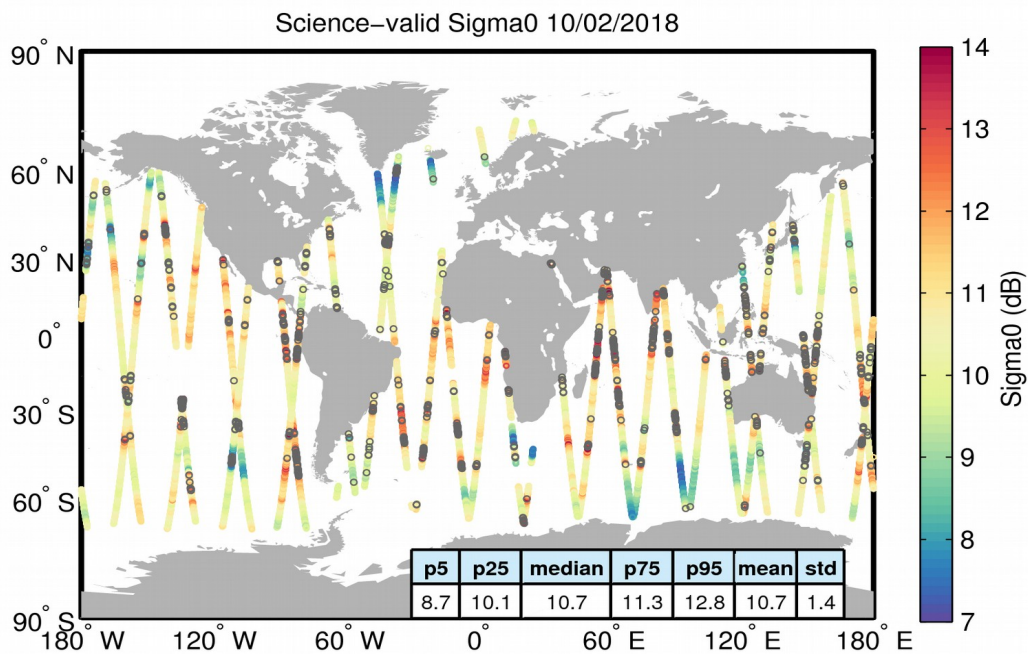 Science−valid Sigma0 10/02/2018
90° N
60° N
30° N
0°
30° S
60° S
90° S
180° W
120° W
60° W
0°
60° E
120° E
180° E
14
13
12
11
10
9
8
7
Sigma0 (dB)
p5 p25 median p75 p95 mean std
8.7 10.1 10.7 11.3 12.8 10.7 1.4